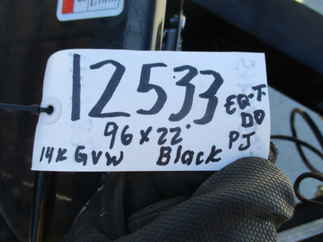 12533
EQ-T
DO
96 x 22'
PJ
14K GVW Black